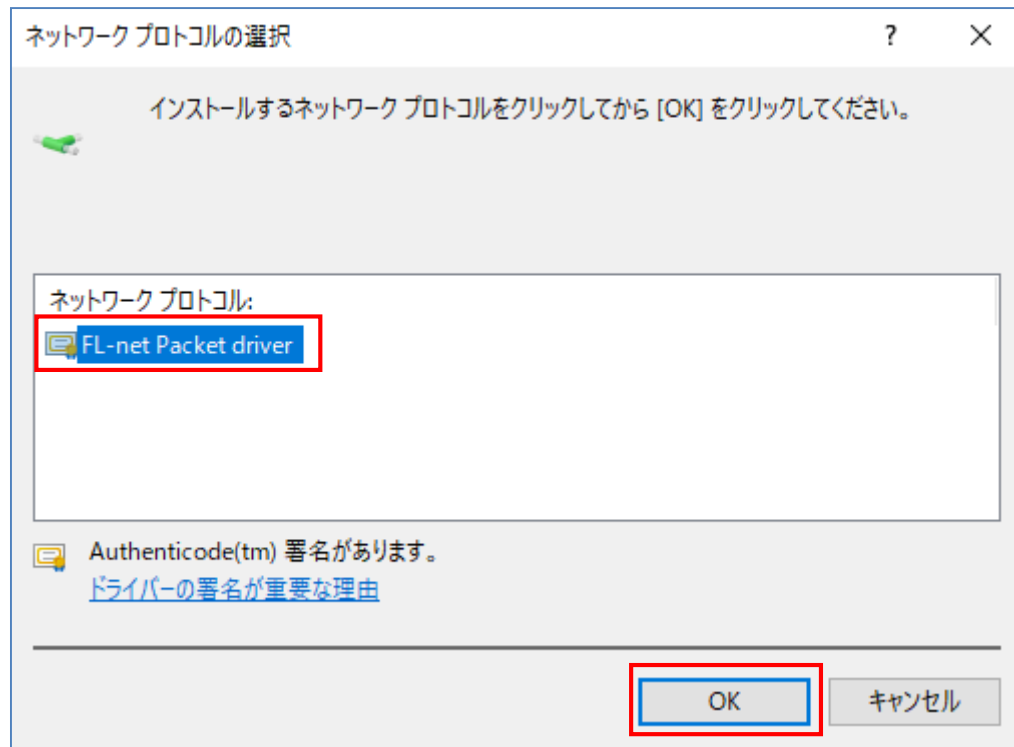 ネットワーク プロトコルの選択
?
インストールするネットワーク プロトコルをクリックしてから [OK] をクリックしてください。
ネットワーク プロトコル:
FL-net Packet driver
Authenticode(tm) 署名があります。
ドライバーの署名が重要な理由
OK
キャンセル